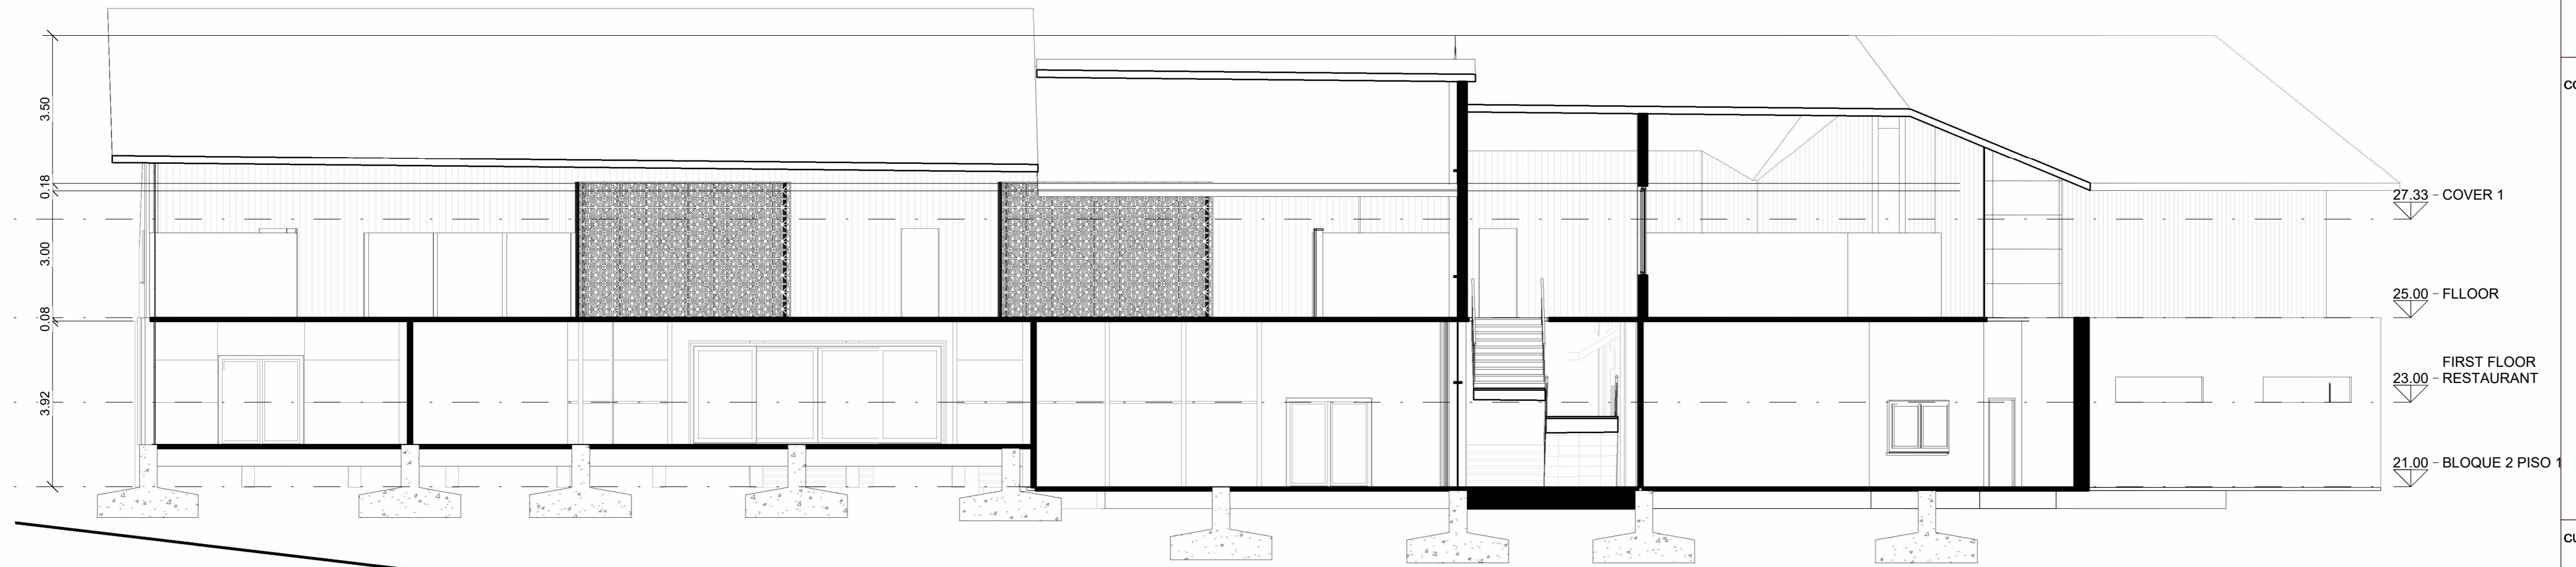 3.50
0.18
3.00
0.08
3.92
27.33 - COVER 1
25.00 - FLLOOR
FIRST FLOOR
23.00 - RESTAURANT
21.00 - BLOQUE 2 PISO 1